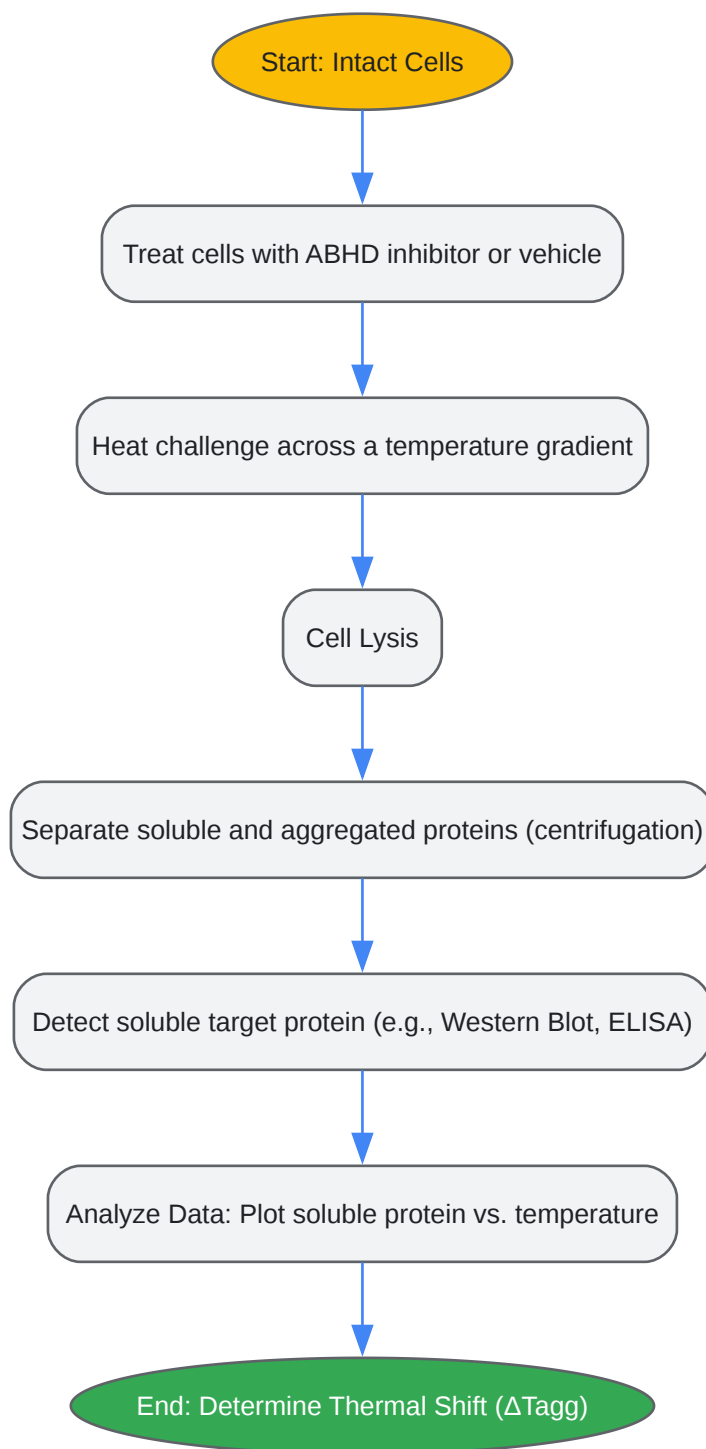 Start: Intact Cells
Treat cells with ABHD inhibitor or vehicle
Heat challenge across a temperature gradient
Cell Lysis
Separate soluble and aggregated proteins (centrifugation)
Detect soluble target protein (e.g., Western Blot, ELISA)
Analyze Data: Plot soluble protein vs. temperature
End: Determine Thermal Shift (ΔTagg)